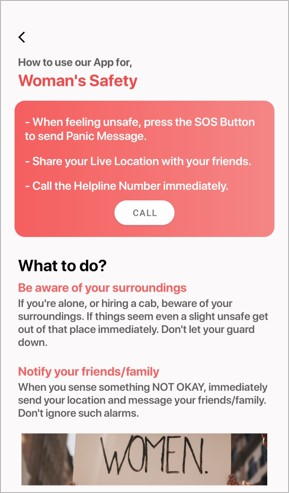 How to use our App for,
Woman's Safety
- When feeling unsafe, press the SOS Button
to send Panic Message.
- Share your Live Location with your friends.
- Call the Helpline Number immediately.
CALL
What to do?
Be aware of your surroundings
If you're alone, or hiring a cab, beware of your
surroundings. If things seem even a slight unsafe get
out of that place immediately. Don't let your guard
down.
Notify your friends/family
When you sense something NOT OKAY, immediately
send your location and message your friends/family.
Don't ignore such alarms.
WOMEN.